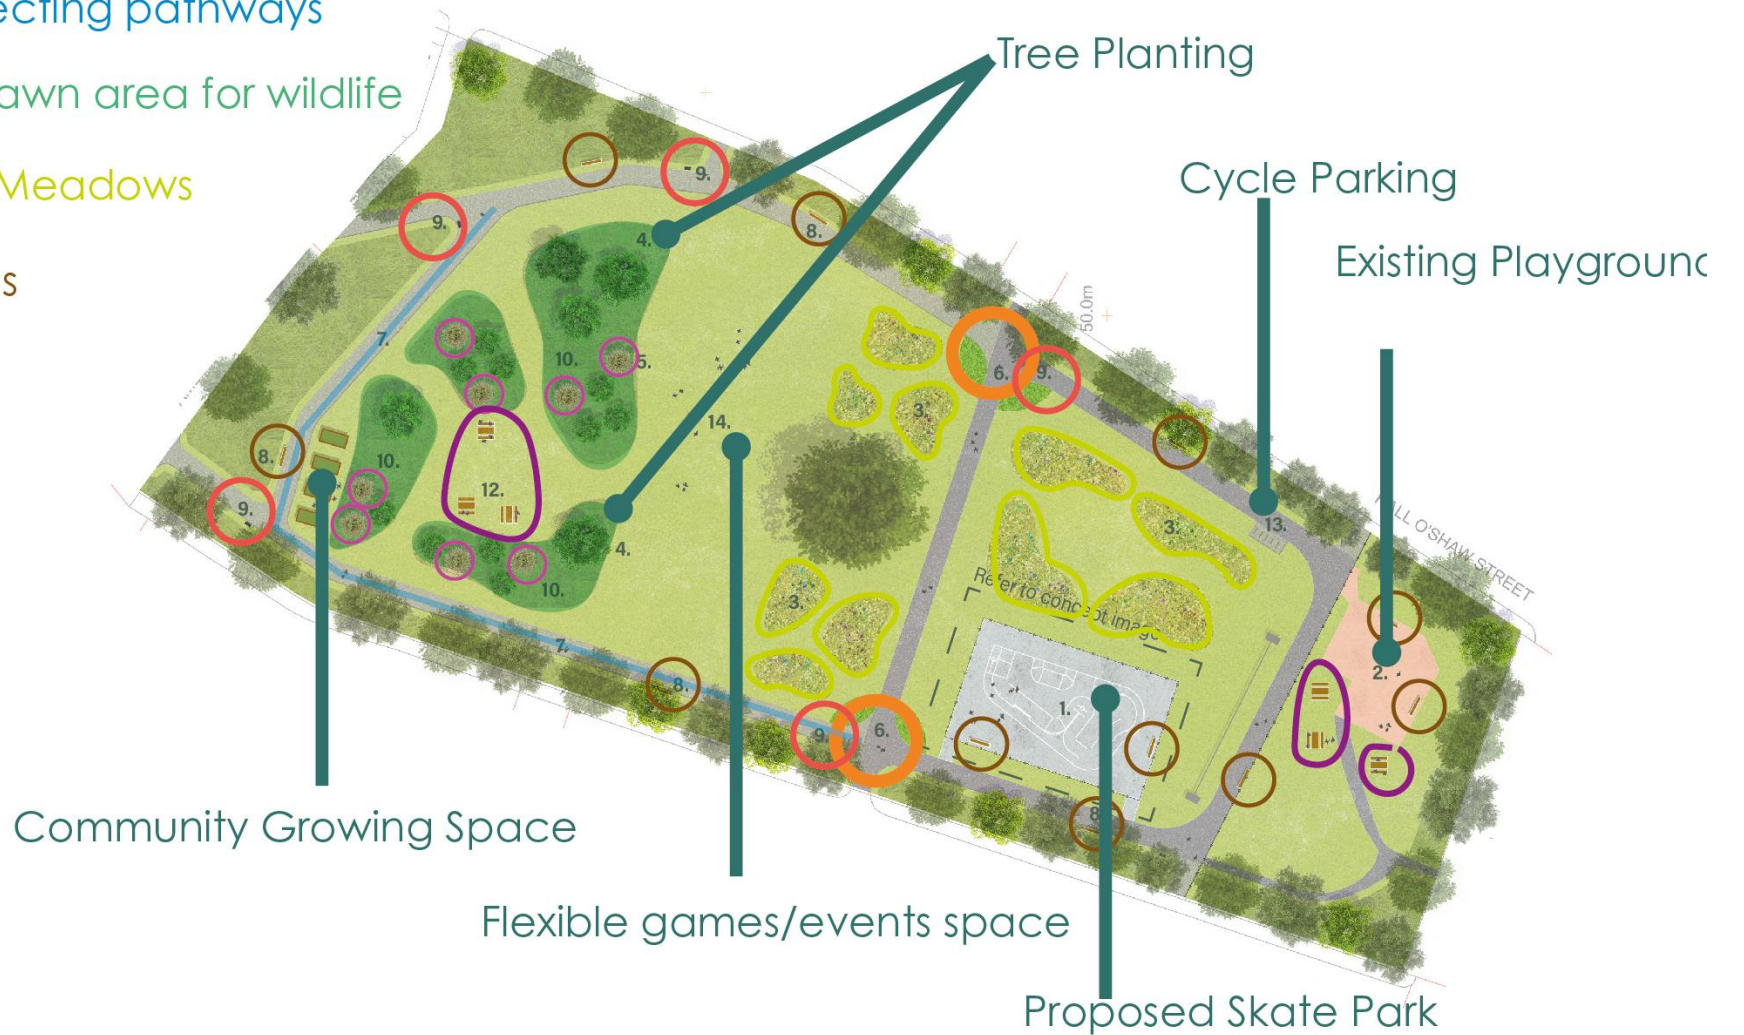 ecting pathways
Tree Planting
awn area for wildlife
Cycle Parking
Meadows
Existing Playground
s
9.
9.
8.
4.
50.0m
7.
10.
5.
6.
9.
3.
14.
8.
10.
12.
9.
13.
3.
4.
LL O'SHAW STREET
10.
3.
Refer to concept image
7.
8.
2.
1.
9.
6.
8
Community Growing Space
Flexible games/events space
Proposed Skate Park